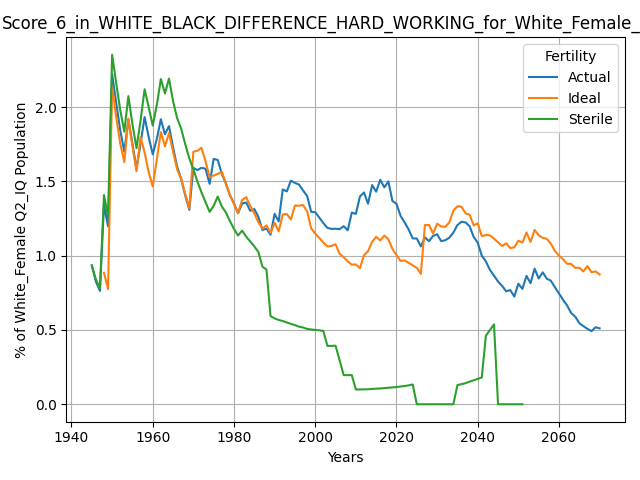 Score_6_in_WHITE_BLACK_DIFFERENCE_HARD_WORKING_for_White_Female_
% of White_Female Q2_IQ Population
2.0
1.5
1.0
0.5
0.0
Fertility
Actual
Ideal
Sterile
1940 1960 1980 2000 2020 2040 2060
Years